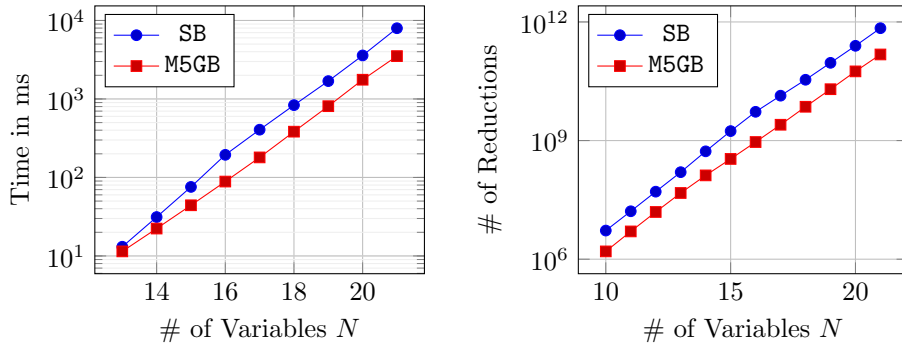 10^4
10^3
10^2
10^1
Time in ms
SB
M5GB
14 16 18 20
# of Variables N
10^12
10^9
10^6
# of Reductions
SB
M5GB
10 15 20
# of Variables N